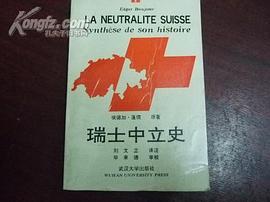 Edgar Bonjour
LA NEUTRALITE SUISSE
Synthèse de son histoire
埃德加·邦儒 原著
瑞士中立史
刘文立 译注
毕来德 审校
武汉大学出版社
WUHAN UNIVERSITY PRESS